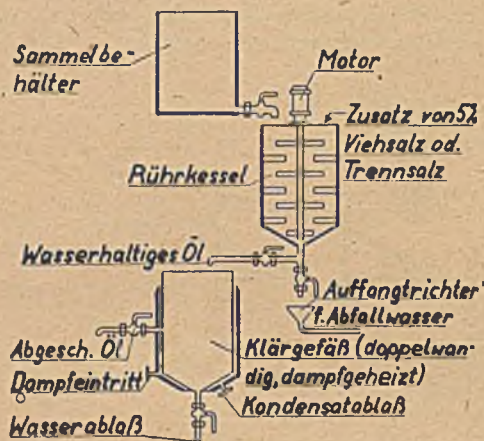 Sammelbe-
hälter
Motor
Zusatz von 5%
Viehsalz od.
Trennsalz
Rührkessel
Wasserhaltiges Öl
Auffangtrichter
f. Abfallwasser
Abgesch. Öl
Dampfeintritt
Klärgefäß (doppelwan-
dig, dampfgeheizt)
Kondensatablaß
Wasserablaß